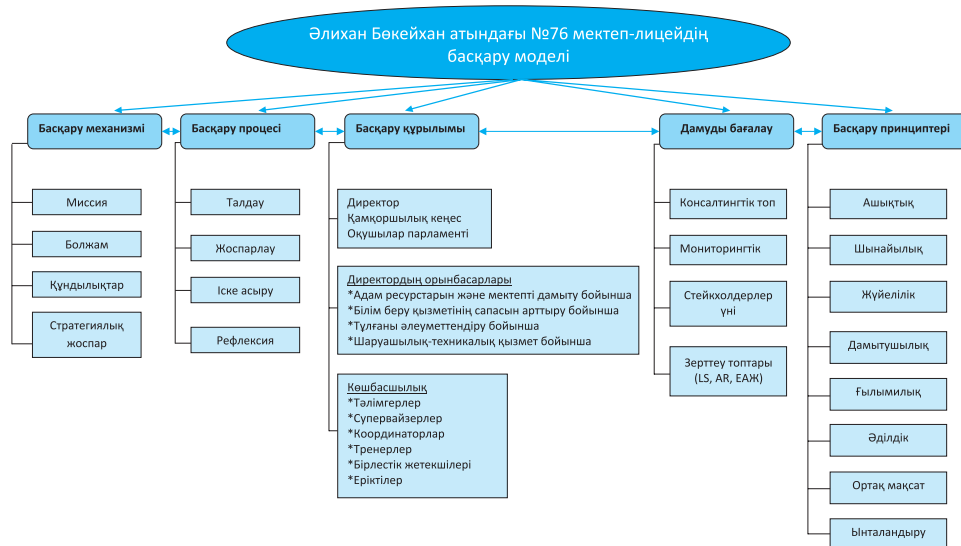 Әлихан Бөкейхан атындағы №76 мектеп-лицейдің
басқару моделі
Басқару механизмі
Миссия
Болжам
Құндылықтар
Стратегиялық
жоспар
Басқару процесі
Талдау
Жоспарлау
Іске асыру
Рефлексия
Басқару құрылымы
Директор
Қамқоршылық кеңес
Оқушылар парламенті
Директордың орынбасарлары
*Адам ресурстарын және мектепті дамыту бойынша
*Білім беру қызметінің сапасын арттыру бойынша
*Тұлғаны әлеуметтендіру бойынша
*Шаруашылық-техникалық қызмет бойынша
Көшбасшылық
*Тәлімгерлер
*Супервайзерлер
*Координаторлар
*Тренерлер
*Бірлестік жетекшілері
*Еріктілер
Дамуды бағалау
Консалтингтік топ
Мониторингтік
Стейкхолдерлер
үні
Зерттеу топтары
(LS, AR, ЕАЖ)
Басқару принциптері
Ашықтық
Шынайылық
Жүйелілік
Дамытушылық
Ғылымилық
Әділдік
Ортақ мақсат
Ынталандыру